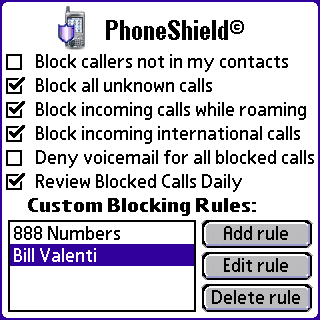 PhoneShield©
Block callers not in my contacts
Block all unknown calls
Block incoming calls while roaming
Block incoming international calls
Deny voicemail for all blocked calls
Review Blocked Calls Daily
Custom Blocking Rules:
888 Numbers
Bill Valenti
Add rule
Edit rule
Delete rule